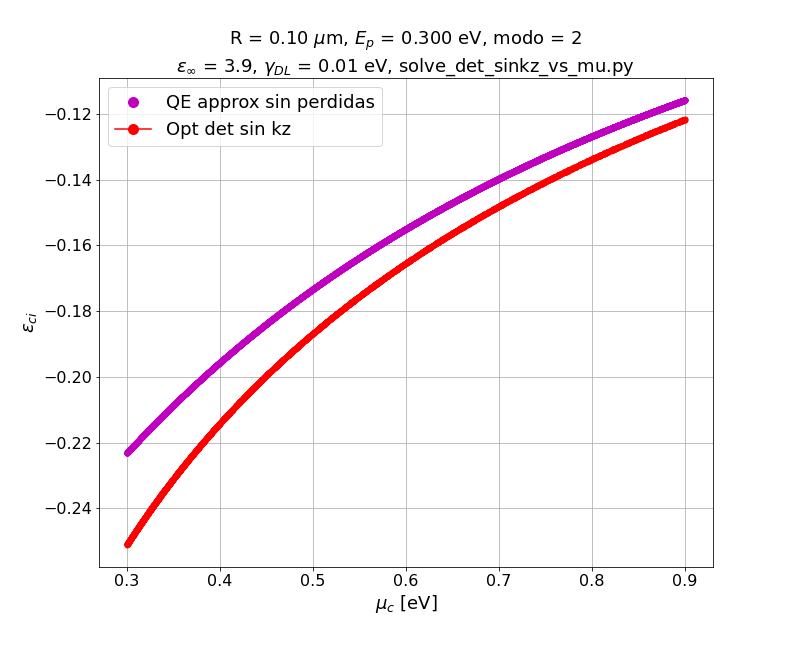 R = 0.10 μm, E_p = 0.300 eV, modo = 2
ε_∞ = 3.9, γ_DL = 0.01 eV, solve_det_sinkz_vs_mu.py
QE approx sin perdidas
Opt det sin kz
−0.12
−0.14
−0.16
−0.18
−0.20
−0.22
−0.24
ε_ci
0.3 0.4 0.5 0.6 0.7 0.8 0.9
μ_c [eV]